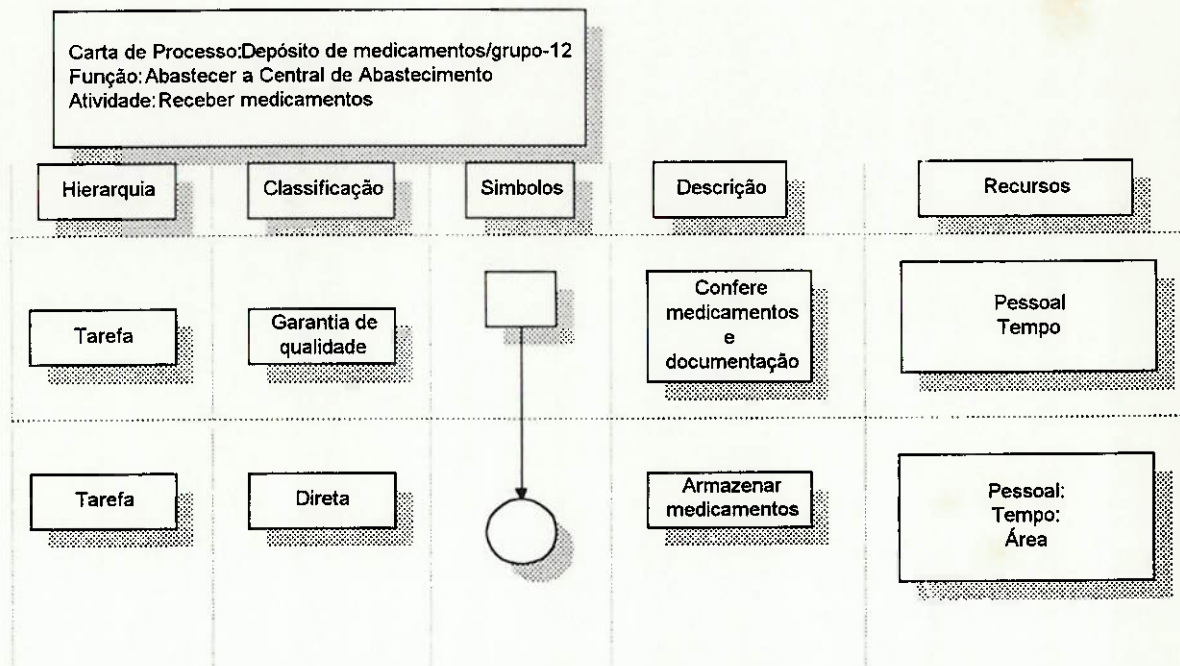 Carta de Processo:Depósito de medicamentos/grupo-12
Função:Abastecer a Central de Abastecimento
Atividade:Receber medicamentos
Hierarquia
Classificação
Simbolos
Descrição
Recursos
Tarefa
Garantia de
qualidade
Confere
medicamentos
e
documentação
Pessoal
Tempo
Tarefa
Direta
Armazenar
medicamentos
Pessoal:
Tempo:
Área